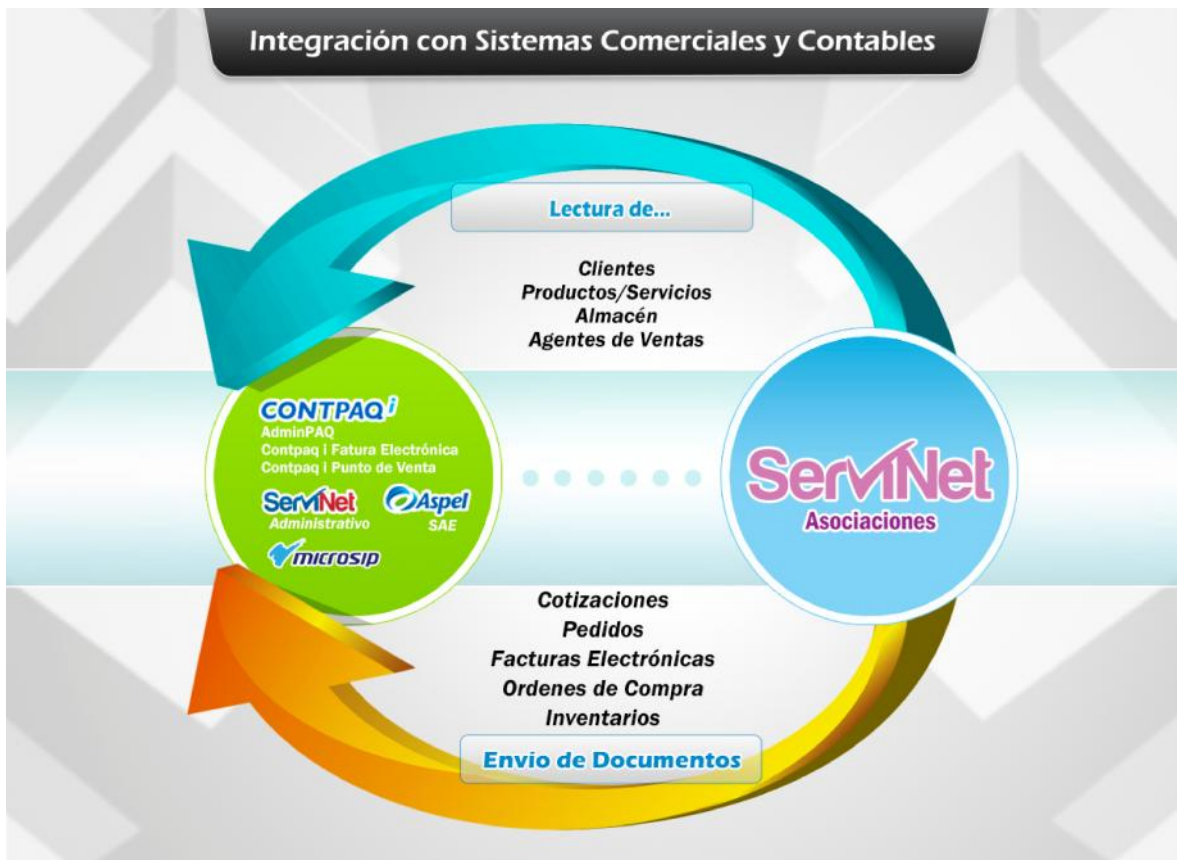 Integración con Sistemas Comerciales y Contables
Lectura de...
Clientes
Productos/Servicios
Almacén
Agentes de Ventas
CONTPAQ i
AdminPAQ
Contpaq i Fatura Electrónica
Contpaq i Punto de Venta
ServiNet
Administrativo
Aspel
SAE
microsip
ServiNet
Asociaciones
Cotizaciones
Pedidos
Facturas Electrónicas
Ordenes de Compra
Inventarios
Envio de Documentos